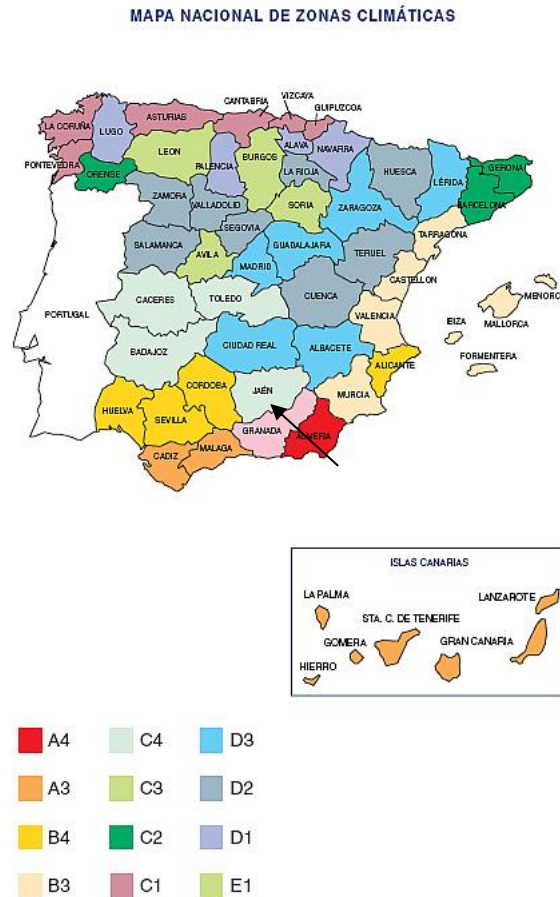 MAPA NACIONAL DE ZONAS CLIMÁTICAS
VIZCAYA
CANTABRIA
GUIPUZCOA
ASTURIAS
LA CORUÑA
LUGO
ALAVA
NAVARRA
GERONA
PONTEVEDRA
LEON
PALENCIA
BURGOS
LA RIOJA
HUESCA
ORENSE
LÉRIDA
ZAMORA
VALLADOLID
SORIA
ZARAGOZA
BARCELONA
SEGOVIA
TARRAGONA
SALAMANCA
AVILA
GUADALAJARA
TERUEL
MADRID
CASTELLON
MENORC
CACERES
TOLEDO
CUENCA
PORTUGAL
VALENCIA
IBIZA
MALLORCA
CIUDAD REAL
ALBACETE
BADAJOZ
FORMENTERA
ALICANTE
CORDOBA
JAÉN
MURCIA
HUELVA
SEVILLA
GRANADA
ALMERIA
CADIZ
MALAGA
ISLAS CANARIAS
LA PALMA
LANZAROTE
STA. C. DE TENERIFE
GOMERA
GRAN CANARIA
HIERRO
A4 C4 D3
A3 C3 D2
B4 C2 D1
B3 C1 E1